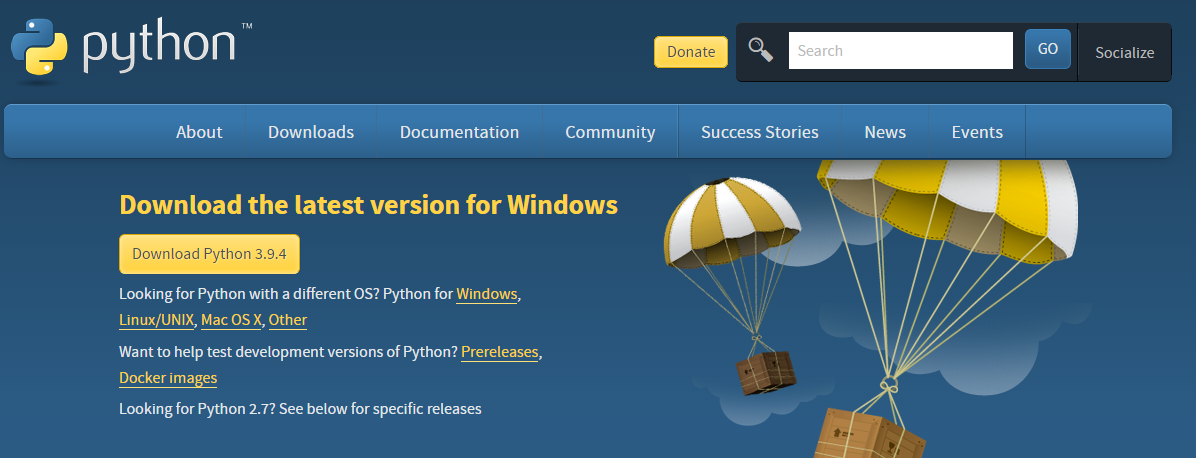 python™
Donate
Search
GO
Socialize
About Downloads Documentation Community Success Stories News Events
Download the latest version for Windows
Download Python 3.9.4
Looking for Python with a different OS? Python for Windows,
Linux/UNIX, Mac OS X, Other
Want to help test development versions of Python? Prereleases,
Docker images
Looking for Python 2.7? See below for specific releases